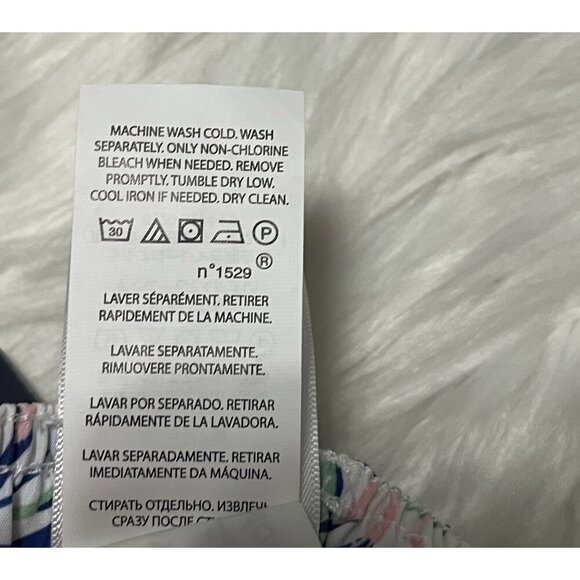 MACHINE WASH COLD. WASH
SEPARATELY. ONLY NON-CHLORINE
BLEACH WHEN NEEDED. REMOVE
PROMPTLY. TUMBLE DRY LOW.
COOL IRON IF NEEDED. DRY CLEAN.
30 P
n°1529 ®
LAVER SÉPARÉMENT. RETIRER
RAPIDEMENT DE LA MACHINE.
LAVARE SEPARATAMENTE.
RIMUOVERE PRONTAMENTE.
LAVAR POR SEPARADO. RETIRAR
RÁPIDAMENTE DE LA LAVADORA.
LAVAR SEPARADAMENTE. RETIRAR
IMEDIATAMENTE DA MÁQUINA.
СТИРАТЬ ОТДЕЛЬНО. ИЗВЛЕЧЬ
СРАЗУ ПОСЛЕ